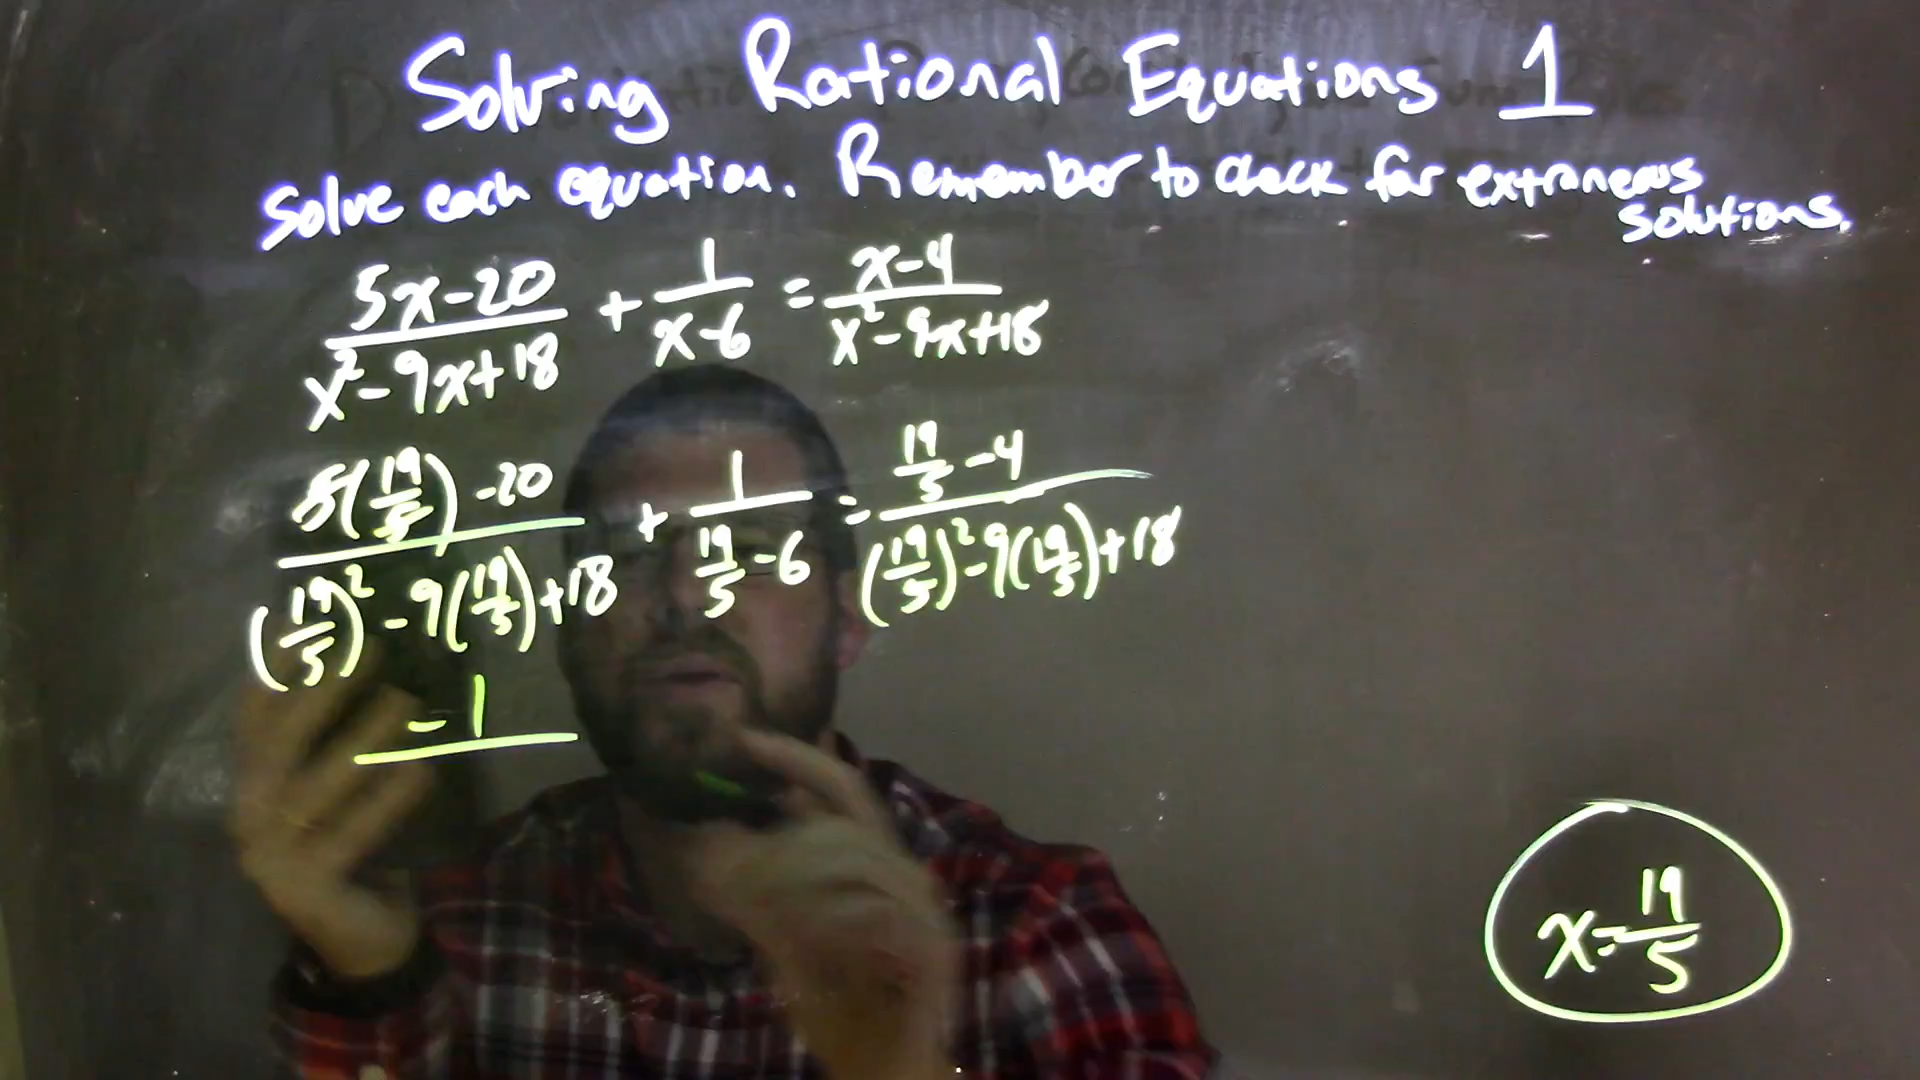 Solving Rational Equations 1
Solve each equation. Remember to check for extraneous
solutions.
5x-20 / x²-9x+18 + 1 / x-6 = x-4 / x²-9x+18
5(19/5) -20 / (19/5)² -9(19/5)+18 + 1 / 19/5 -6 = 19/5 -4 / (19/5)² -9(19/5)+18
-1
x=19/5